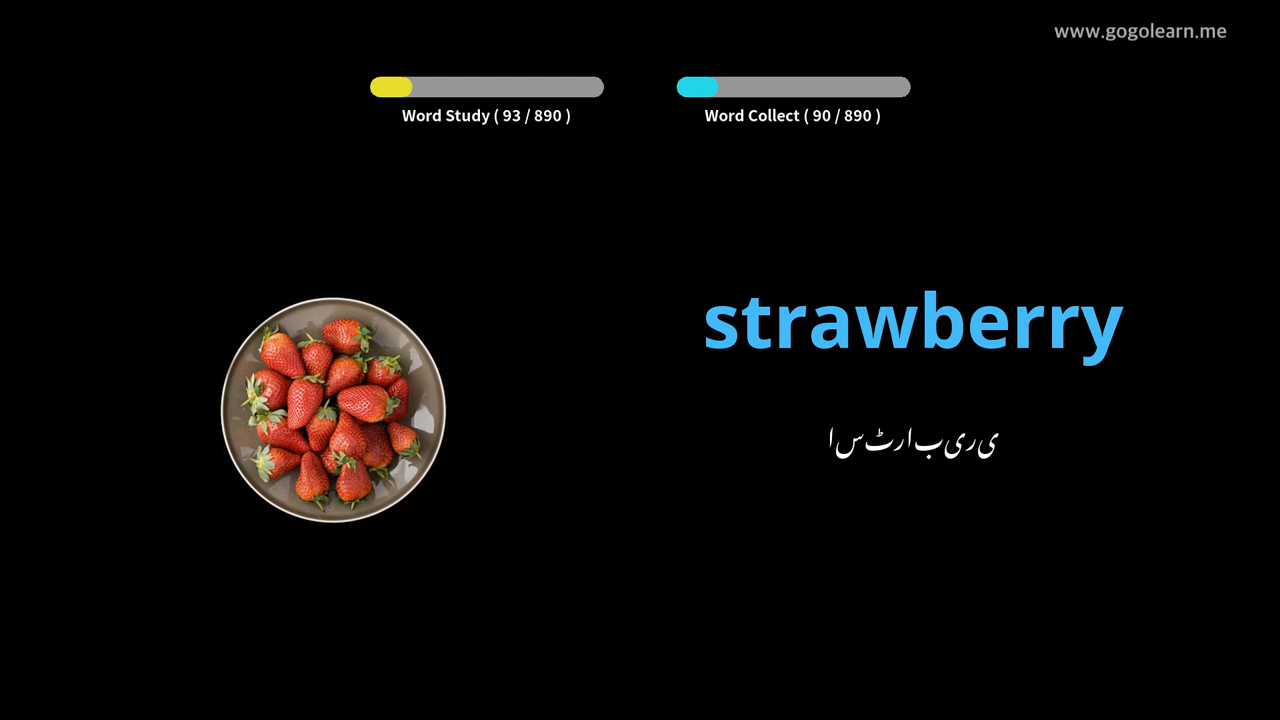 www.gogolearn.me
Word Study ( 93 / 890 )
Word Collect ( 90 / 890 )
strawberry
اسٹرابیری